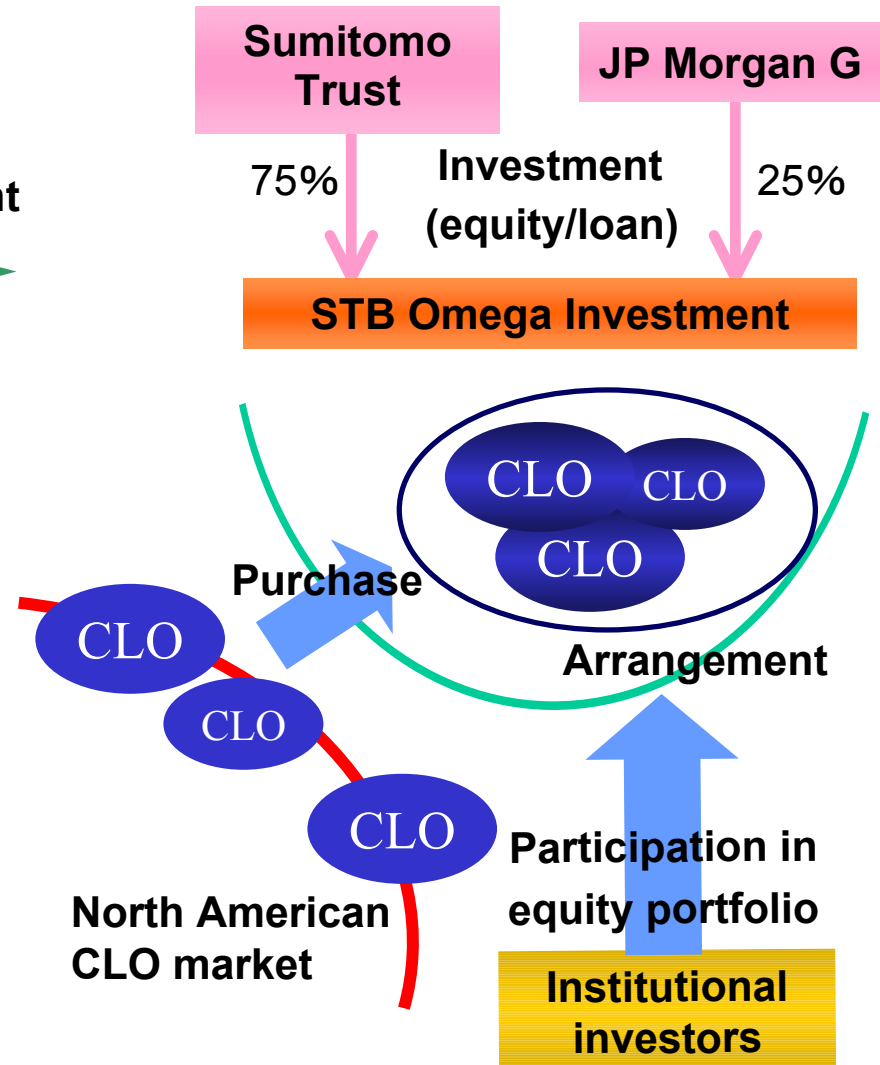 Sumitomo
Trust
JP Morgan G
75%
Investment
(equity/loan)
25%
STB Omega Investment
CLO
CLO
CLO
Purchase
CLO
CLO
CLO
Arrangement
North American
CLO market
Participation in
equity portfolio
Institutional
investors